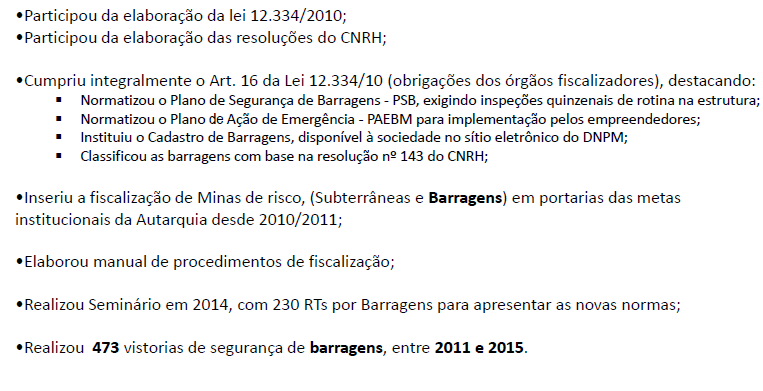 •Participou da elaboração da lei 12.334/2010;
•Participou da elaboração das resoluções do CNRH;
•Cumpriu integralmente o Art. 16 da Lei 12.334/10 (obrigações dos órgãos fiscalizadores), destacando:
▪ Normatizou o Plano de Segurança de Barragens - PSB, exigindo inspeções quinzenais de rotina na estrutura;
▪ Normatizou o Plano de Ação de Emergência - PAEBM para implementação pelos empreendedores;
▪ Instituiu o Cadastro de Barragens, disponível à sociedade no sítio eletrônico do DNPM;
▪ Classificou as barragens com base na resolução nº 143 do CNRH;
•Inseriu a fiscalização de Minas de risco, (Subterrâneas e Barragens) em portarias das metas
institucionais da Autarquia desde 2010/2011;
•Elaborou manual de procedimentos de fiscalização;
•Realizou Seminário em 2014, com 230 RTs por Barragens para apresentar as novas normas;
•Realizou 473 vistorias de segurança de barragens, entre 2011 e 2015.